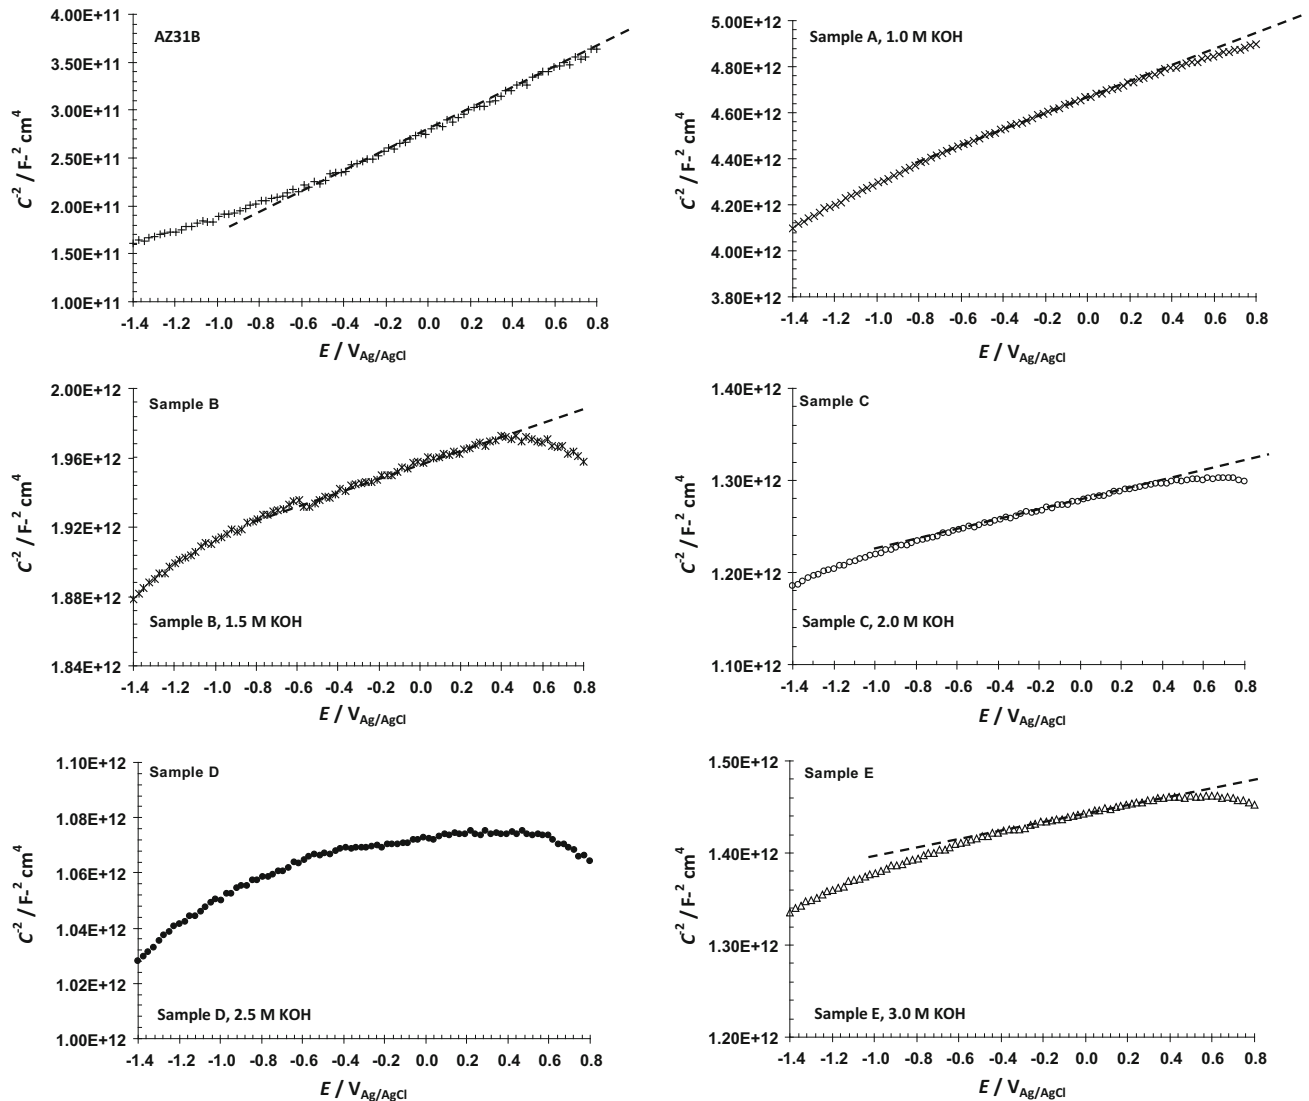 AZ31B
4.00E+11
3.50E+11
3.00E+11
2.50E+11
2.00E+11
1.50E+11
1.00E+11
C⁻² / F⁻² cm⁴
-1.4 -1.2 -1.0 -0.8 -0.6 -0.4 -0.2 0.0 0.2 0.4 0.6 0.8
E / V Ag/AgCl
Sample A, 1.0 M KOH
5.00E+12
4.80E+12
4.60E+12
4.40E+12
4.20E+12
4.00E+12
3.80E+12
C⁻² / F⁻² cm⁴
-1.4 -1.2 -1.0 -0.8 -0.6 -0.4 -0.2 0.0 0.2 0.4 0.6 0.8
E / V Ag/AgCl
Sample B
2.00E+12
1.96E+12
1.92E+12
1.88E+12
1.84E+12
C⁻² / F⁻² cm⁴
Sample B, 1.5 M KOH
-1.4 -1.2 -1.0 -0.8 -0.6 -0.4 -0.2 0.0 0.2 0.4 0.6 0.8
E / V Ag/AgCl
Sample C
1.40E+12
1.30E+12
1.20E+12
1.10E+12
C⁻² / F⁻² cm⁴
Sample C, 2.0 M KOH
-1.4 -1.2 -1.0 -0.8 -0.6 -0.4 -0.2 0.0 0.2 0.4 0.6 0.8
E / V Ag/AgCl
Sample D
1.10E+12
1.08E+12
1.06E+12
1.04E+12
1.02E+12
1.00E+12
C⁻² / F⁻² cm⁴
Sample D, 2.5 M KOH
-1.4 -1.2 -1.0 -0.8 -0.6 -0.4 -0.2 0.0 0.2 0.4 0.6 0.8
E / V Ag/AgCl
Sample E
1.50E+12
1.40E+12
1.30E+12
1.20E+12
C⁻² / F⁻² cm⁴
Sample E, 3.0 M KOH
-1.4 -1.2 -1.0 -0.8 -0.6 -0.4 -0.2 0.0 0.2 0.4 0.6 0.8
E / V Ag/AgCl